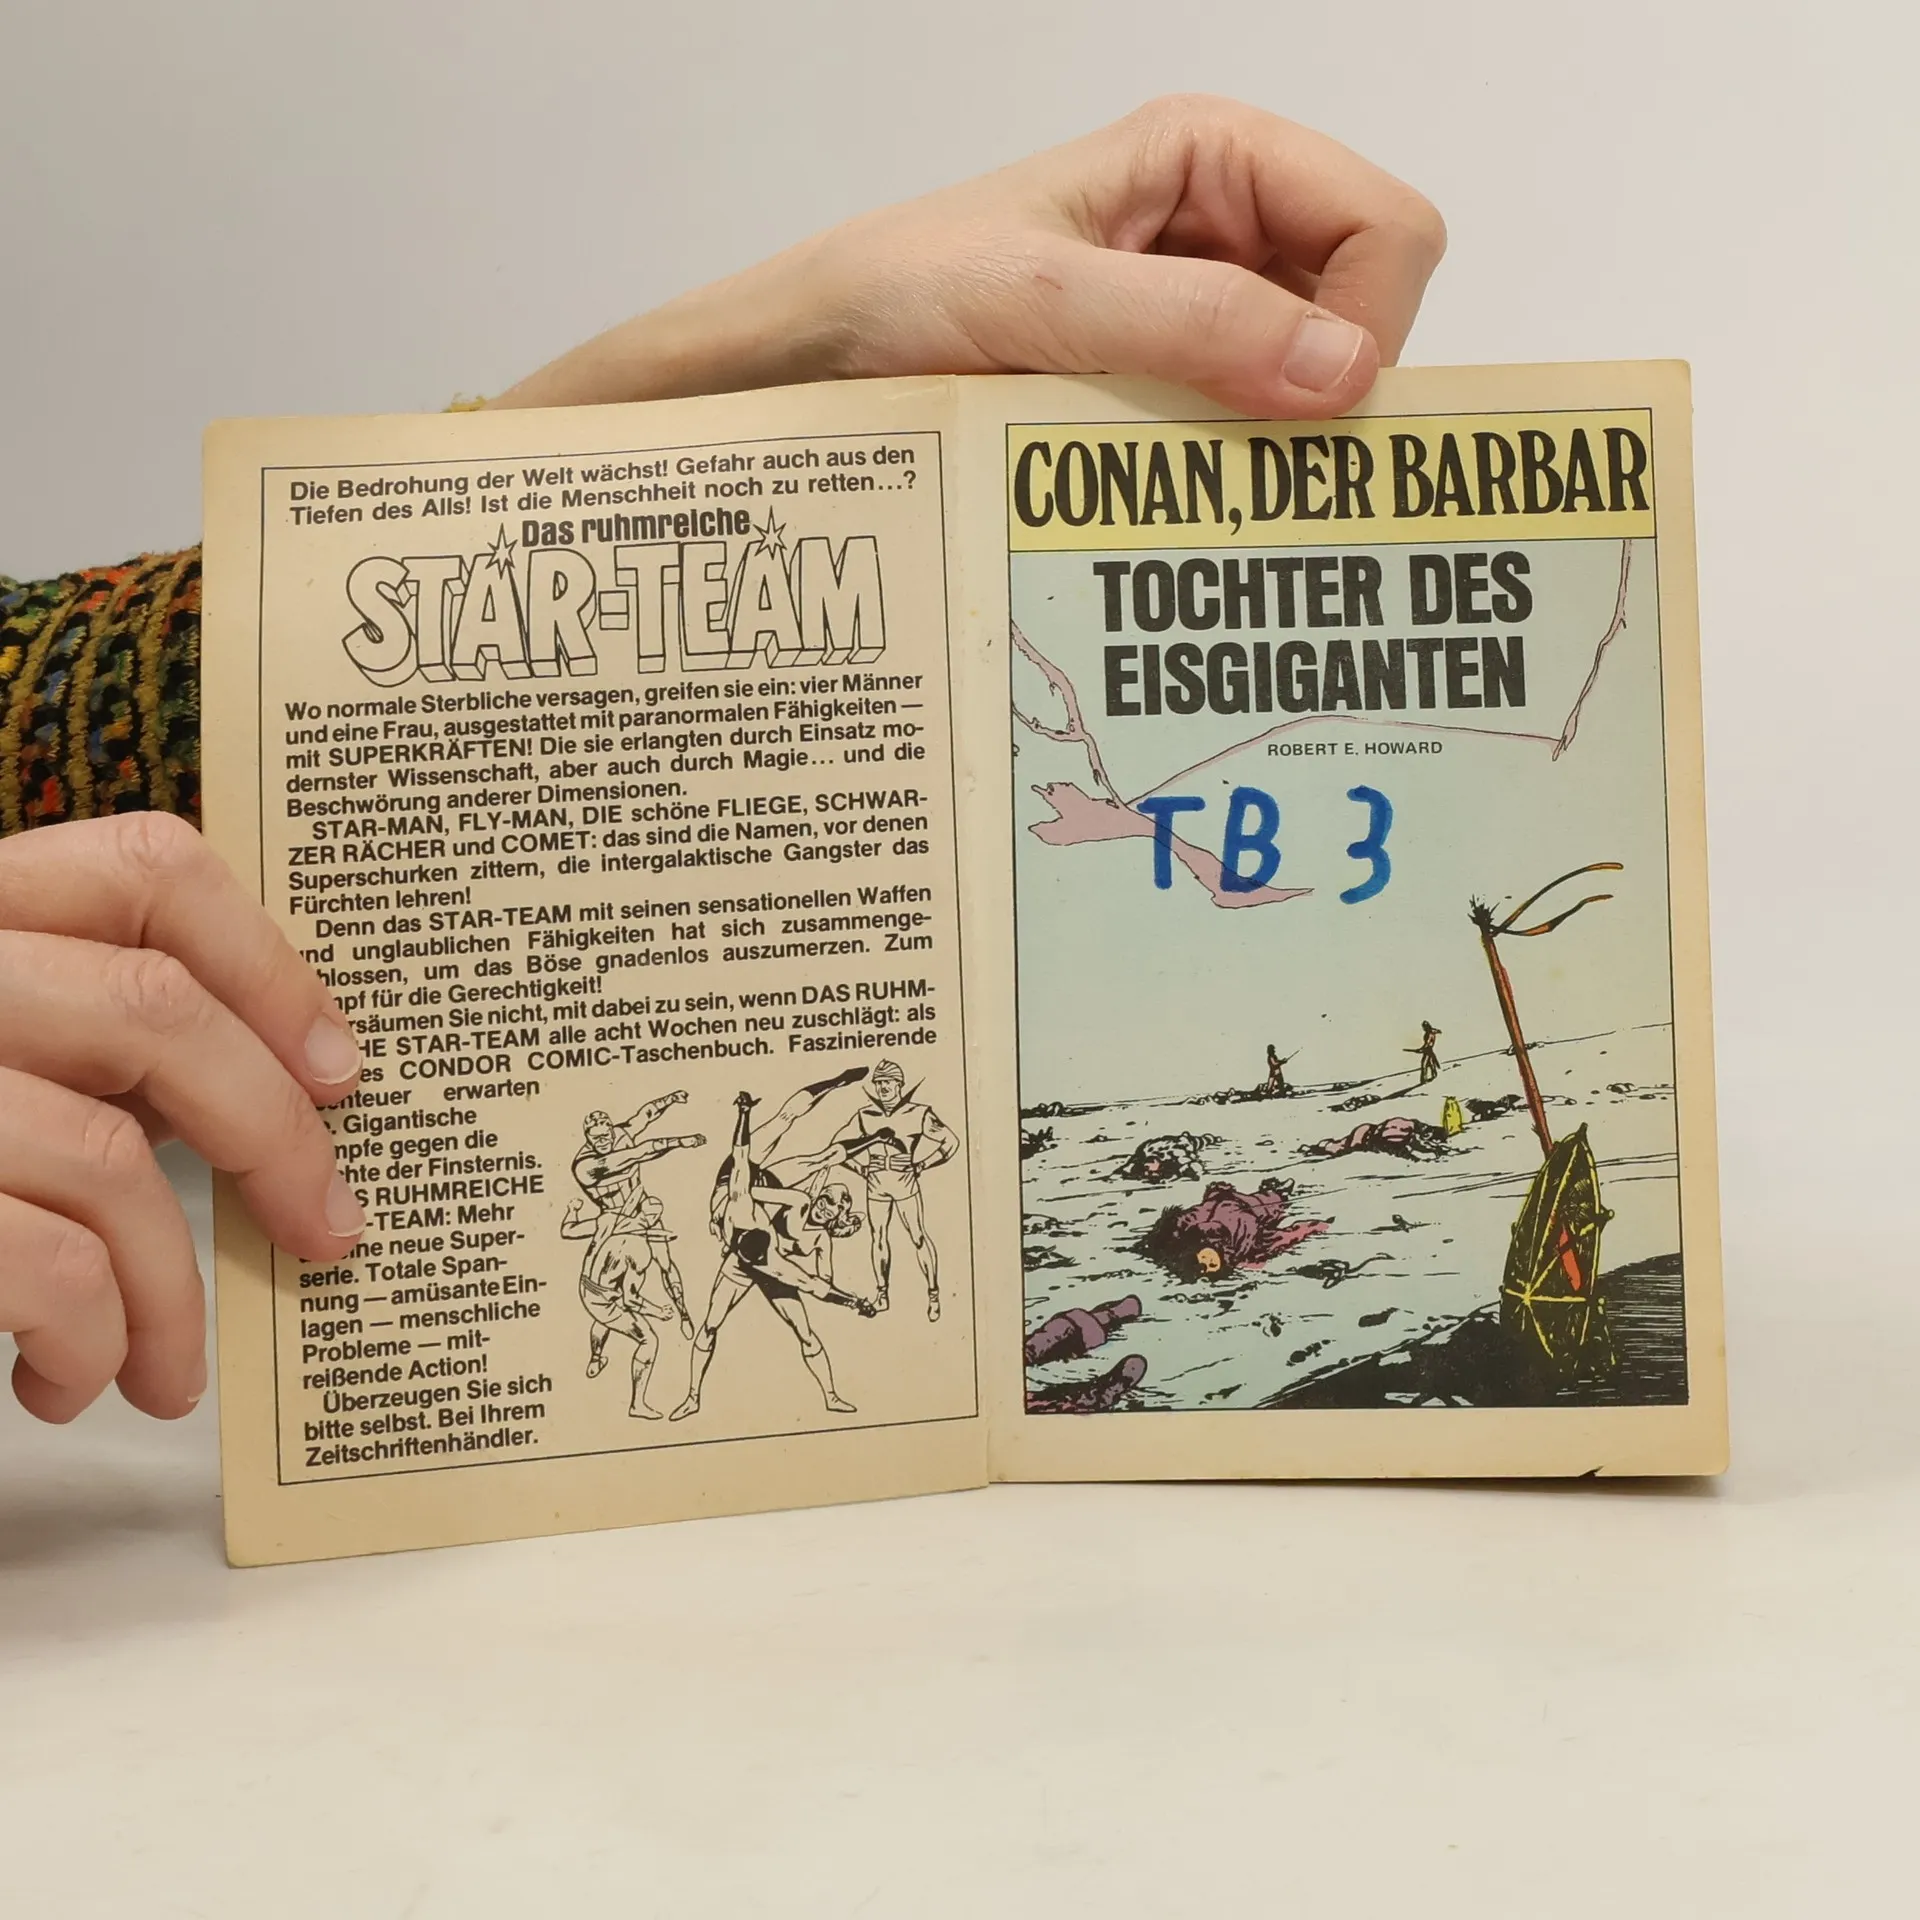 Die Bedrohung der Welt wächst! Gefahr auch aus den
Tiefen des Alls! Ist die Menschheit noch zu retten...?
Das ruhmreiche
STAR-TEAM
Wo normale Sterbliche versagen, greifen sie ein: vier Männer
und eine Frau, ausgestattet mit paranormalen Fähigkeiten —
mit SUPERKRÄFTEN! Die sie erlangten durch Einsatz mo-
dernster Wissenschaft, aber auch durch Magie... und die
Beschwörung anderer Dimensionen.
STAR-MAN, FLY-MAN, DIE schöne FLIEGE, SCHWAR-
ZER RÄCHER und COMET: das sind die Namen, vor denen
Superschurken zittern, die intergalaktische Gangster das
Fürchten lehren!
Denn das STAR-TEAM mit seinen sensationellen Waffen
und unglaublichen Fähigkeiten hat sich zusammenge-
hlossen, um das Böse gnadenlos auszumerzen. Zum
mpf für die Gerechtigkeit!
rsäumen Sie nicht, mit dabei zu sein, wenn DAS RUHM-
HE STAR-TEAM alle acht Wochen neu zuschlägt: als
es CONDOR COMIC-Taschenbuch. Faszinierende
nteuer erwarten
. Gigantische
mpfe gegen die
chte der Finsternis.
S RUHMREICHE
-TEAM: Mehr
ine neue Super-
serie. Totale Span-
nung — amüsante Ein-
lagen — menschliche
Probleme — mit-
reißende Action!
Überzeugen Sie sich
bitte selbst. Bei Ihrem
Zeitschriftenhändler.
CONAN, DER BARBAR
TOCHTER DES
EISGIGANTEN
ROBERT E. HOWARD
TB 3